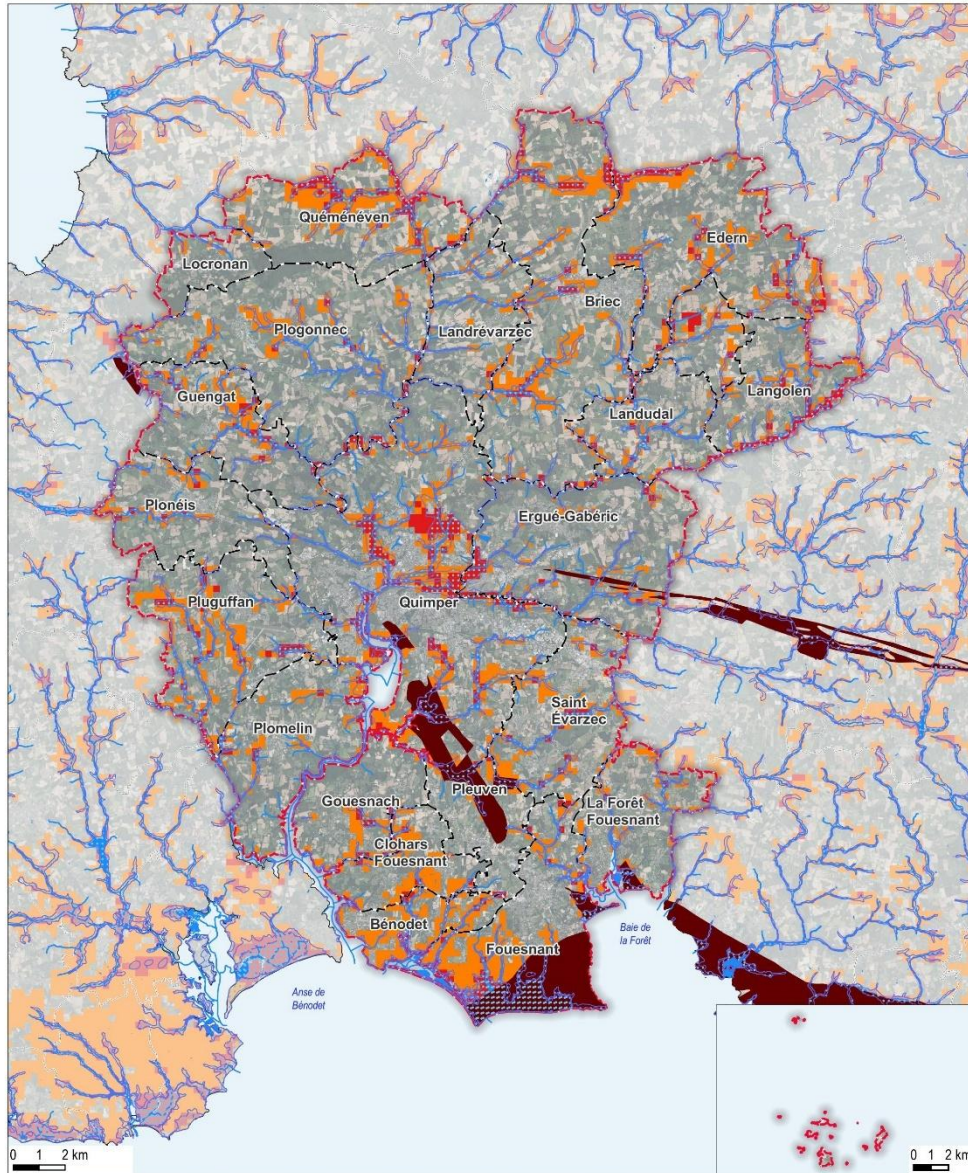 Quéménéven
Edern
Locronan
Briec
Plogonnec
Landrévarzec
Guengat
Langolen
Landudal
Plonéis
Ergué-Gabéric
Quimper
Pluguffan
Saint
Évarzec
Plomelin
Pleuven
Gouesnach
La Forêt
Fouesnant
Clohars
Fouesnant
Bénodet
Baie de
la Forêt
Fouesnant
Anse de
Bénodet
0 1 2 km
0 1 2 km